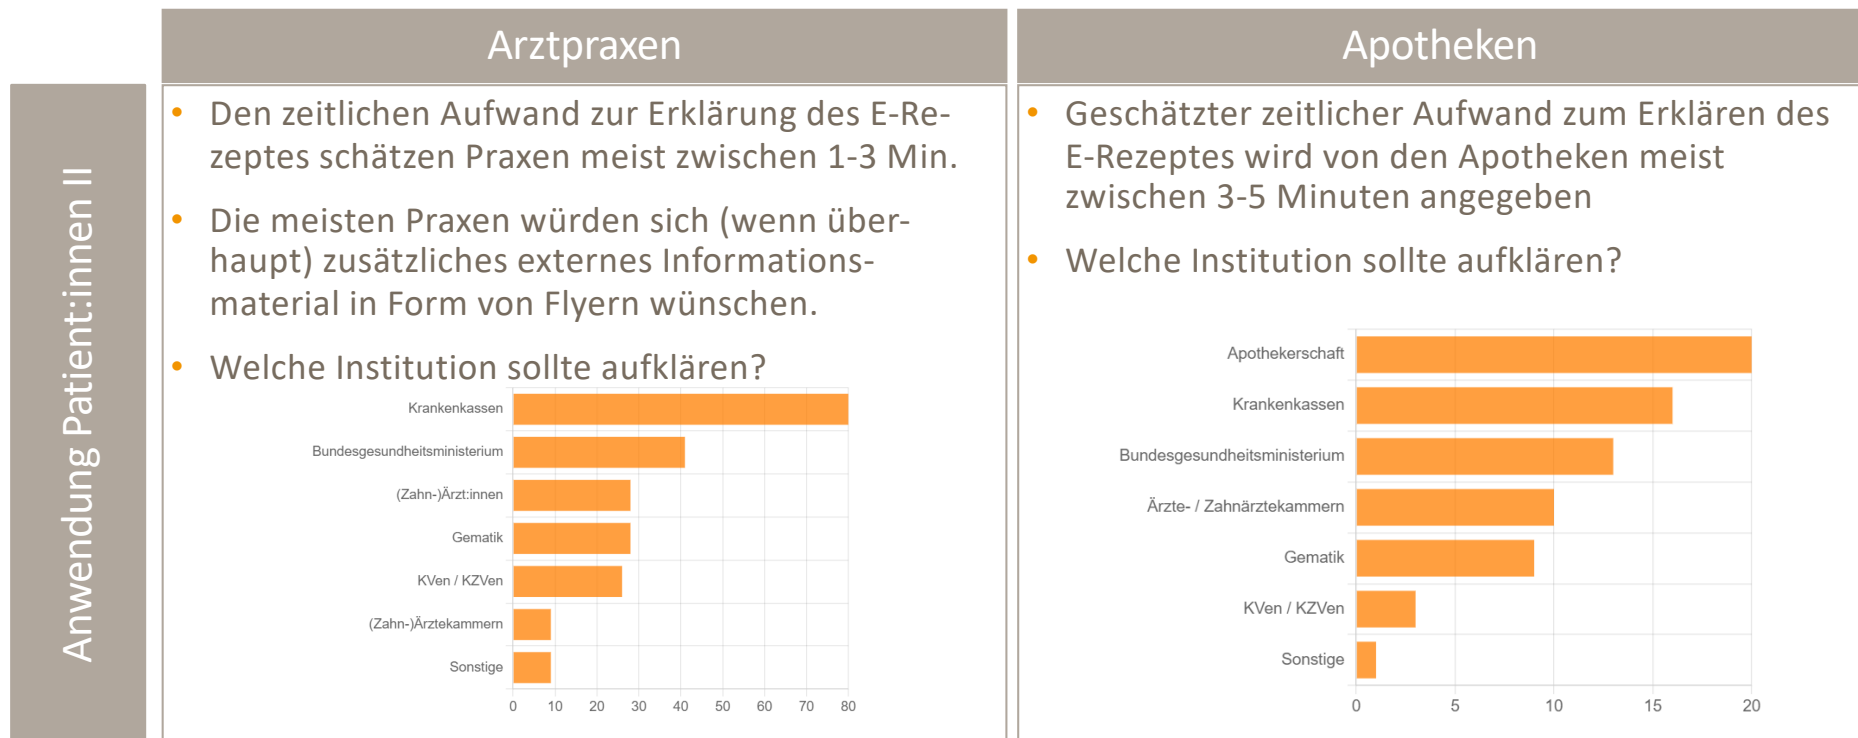 Arztpraxen
Apotheken
Anwendung Patient:innen II
• Den zeitlichen Aufwand zur Erklärung des E-Re-
zeptes schätzen Praxen meist zwischen 1-3 Min.
• Die meisten Praxen würden sich (wenn über-
haupt) zusätzliches externes Informations-
material in Form von Flyern wünschen.
• Welche Institution sollte aufklären?
Krankenkassen
Bundesgesundheitsministerium
(Zahn-)Ärzt:innen
Gematik
KVen / KZVen
(Zahn-)Ärztekammern
Sonstige
0 10 20 30 40 50 60 70 80
• Geschätzter zeitlicher Aufwand zum Erklären des
E-Rezeptes wird von den Apotheken meist
zwischen 3-5 Minuten angegeben
• Welche Institution sollte aufklären?
Apothekerschaft
Krankenkassen
Bundesgesundheitsministerium
Ärzte- / Zahnärztekammern
Gematik
KVen / KZVen
Sonstige
0 5 10 15 20